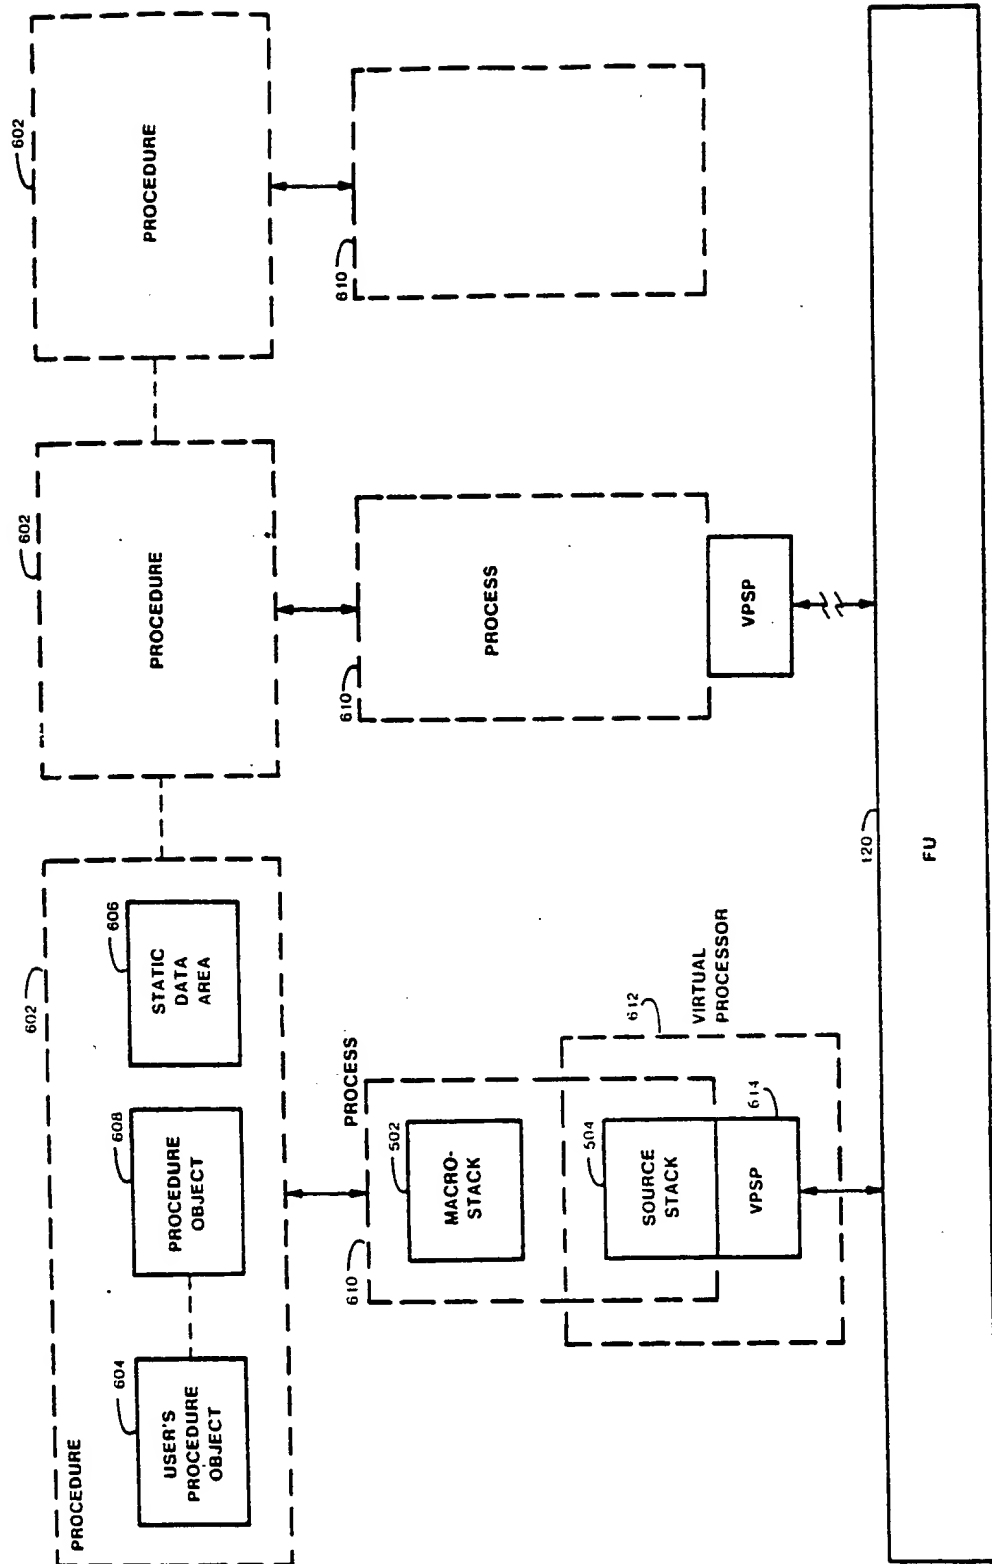 PROCEDURE
602
602
602
USER'S
PROCEDURE
OBJECT
604
PROCEDURE
OBJECT
608
STATIC
DATA
AREA
606
PROCEDURE
PROCEDURE
610
PROCESS
610
610
MACRO-
STACK
502
PROCESS
SOURCE
STACK
504
VPSP
614
612
VIRTUAL
PROCESSOR
VPSP
120
FU